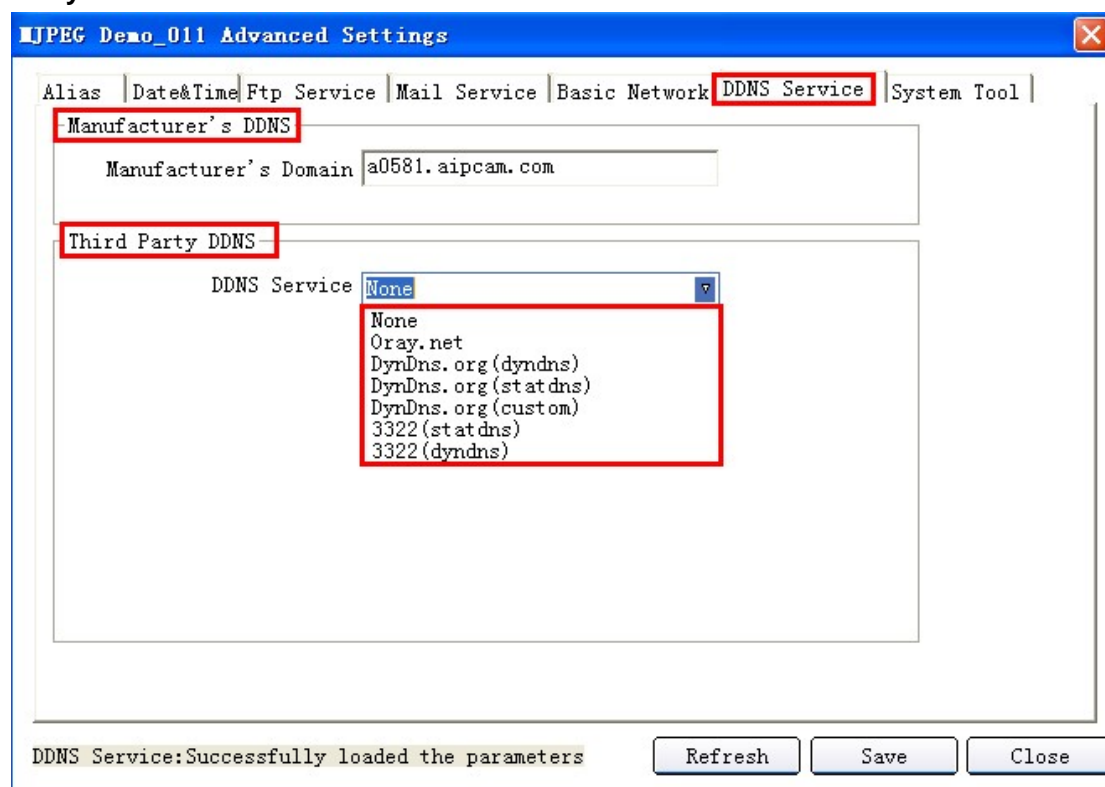 MJPEG Demo_011 Advanced Settings
Alias Date&Time Ftp Service Mail Service Basic Network DDNS Service System Tool
Manufacturer's DDNS
Manufacturer's Domain a0581.aipcam.com
Third Party DDNS
DDNS Service None
None
Oray.net
DynDns.org(dyndns)
DynDns.org(statdns)
DynDns.org(custom)
3322(statdns)
3322(dyndns)
DDNS Service:Successfully loaded the parameters Refresh Save Close